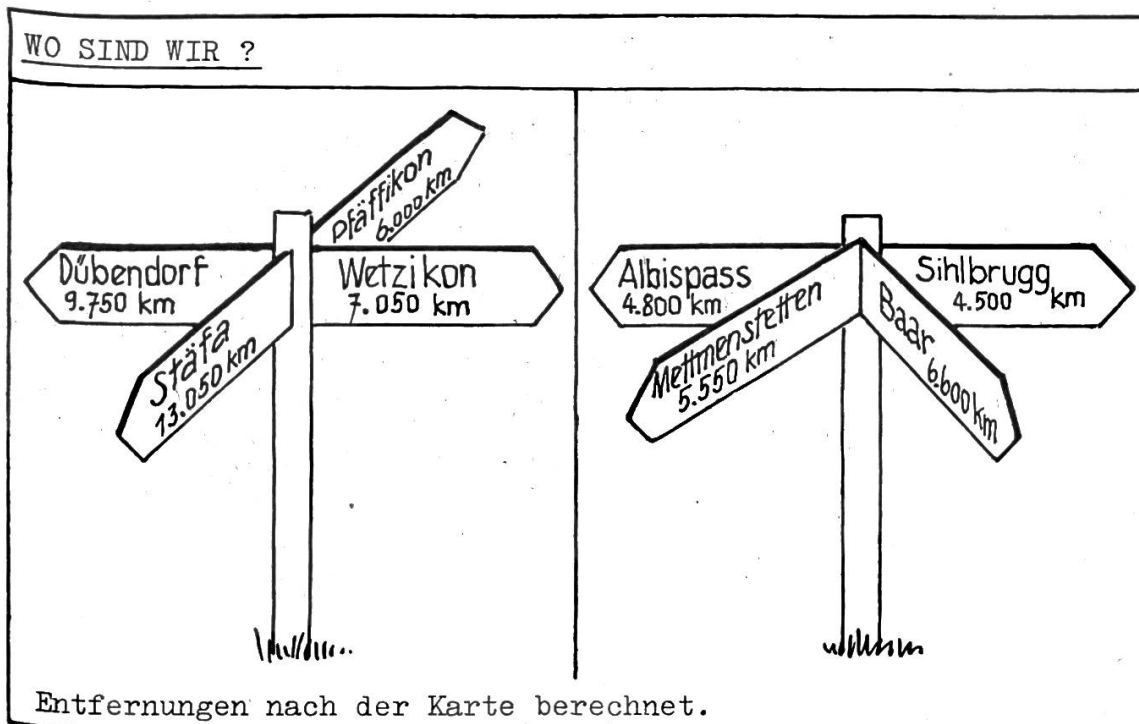 WO SIND WIR ?
Pfäffikon
6.000 km
Dübendorf
9.750 km
Wetzikon
7.050 km
Stäfa
13.050 km
Albispass
4.800 km
Sihlbrugg
4.500 km
Mettmenstetten
5.550 km
Baar
6.600 km
Entfernungen nach der Karte berechnet.